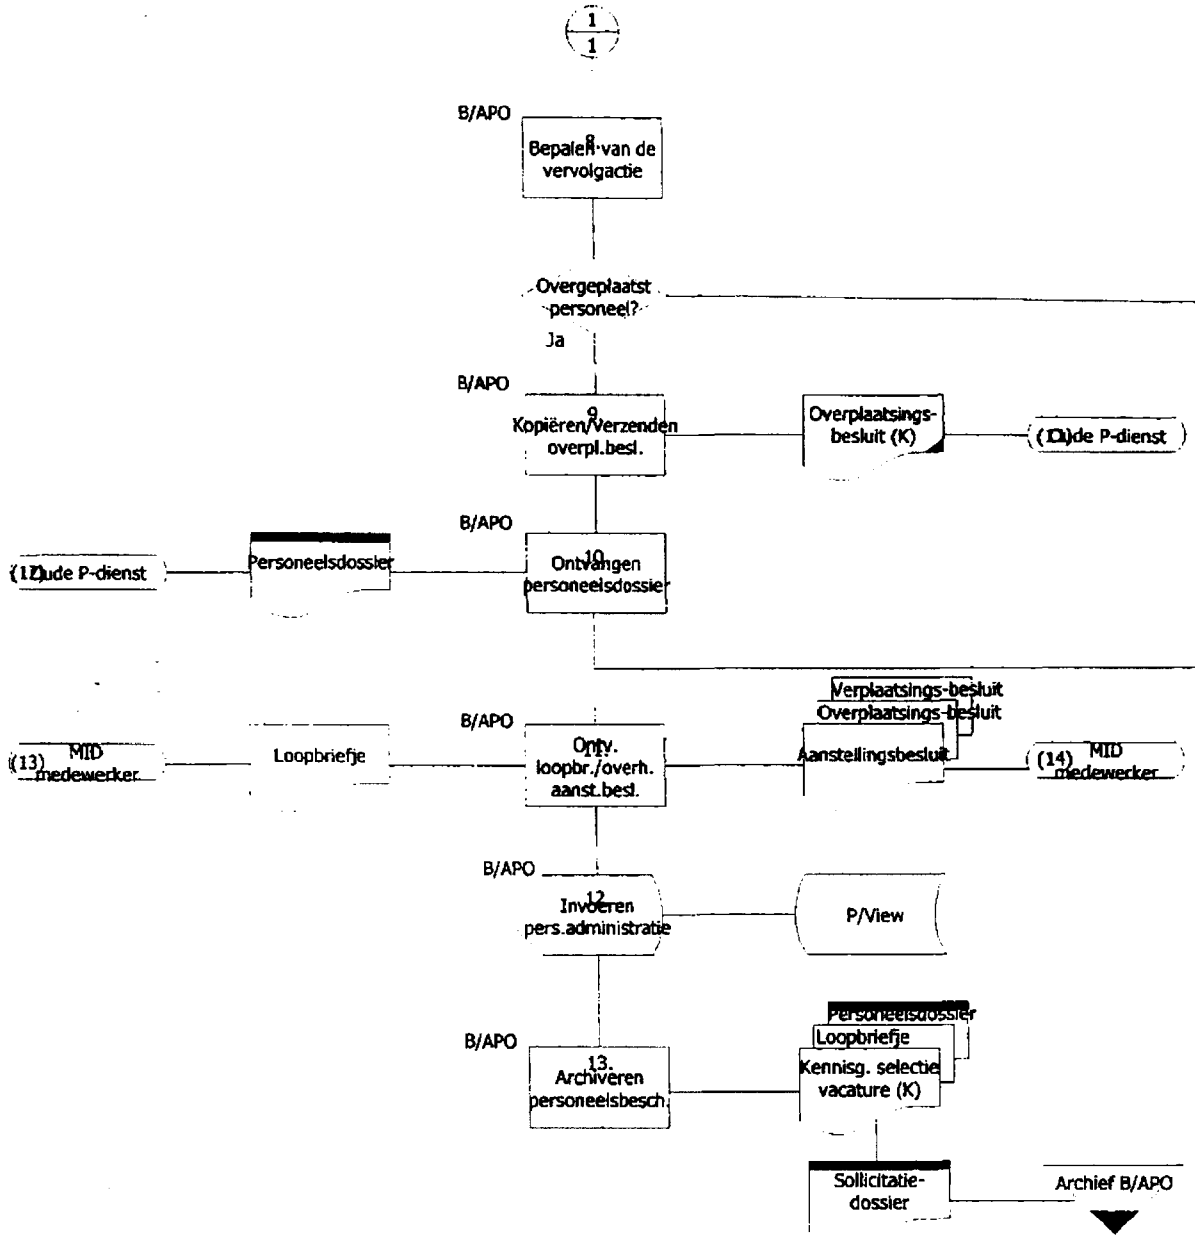 1
1
B/APO
8.
Bepalen van de
vervolgactie
Overgeplaatst
personeel?
Ja
B/APO
9.
Kopiëren/Verzenden
overpl.besl.
Overplaatsings-
besluit (K)
(11)
Oude P-dienst
B/APO
10.
Ontvangen
personeelsdossier
Personeelsdossier
(12)
Oude P-dienst
Verplaatsings-besluit
Overplaatsings-besluit
Aanstellingsbesluit
B/APO
11.
Ontv.
loopbr./overh.
aanst.besl.
Loopbriefje
(13)
MID
medewerker
(14)
MID
medewerker
B/APO
12.
Invoeren
pers.administratie
P/View
B/APO
13.
Archiveren
personeelsbesch.
Personeelsdossier
Loopbriefje
Kennisg. selectie
vacature (K)
Sollicitatie-
dossier
Archief B/APO